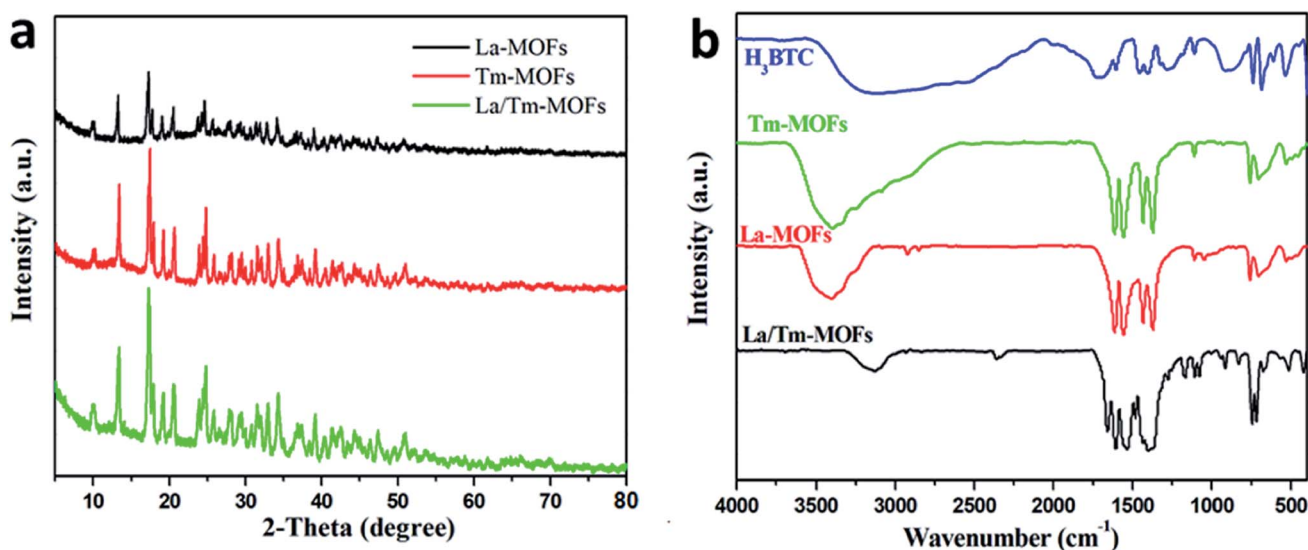 a
La-MOFs
Tm-MOFs
La/Tm-MOFs
Intensity (a.u.)
10 20 30 40 50 60 70 80
2-Theta (degree)
b
H₃BTC
Tm-MOFs
La-MOFs
La/Tm-MOFs
Intensity (a.u.)
4000 3500 3000 2500 2000 1500 1000 500
Wavenumber (cm⁻¹)